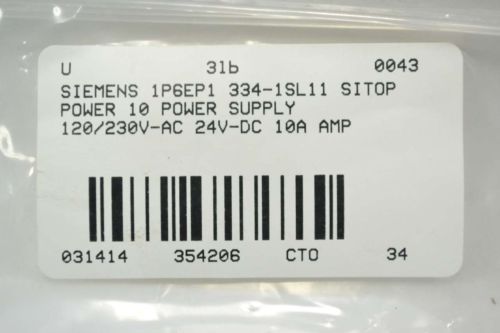 U 31b 0043
SIEMENS 1P6EP1 334-1SL11 SITOP
POWER 10 POWER SUPPLY
120/230V-AC 24V-DC 10A AMP
031414 354206 CTO 34